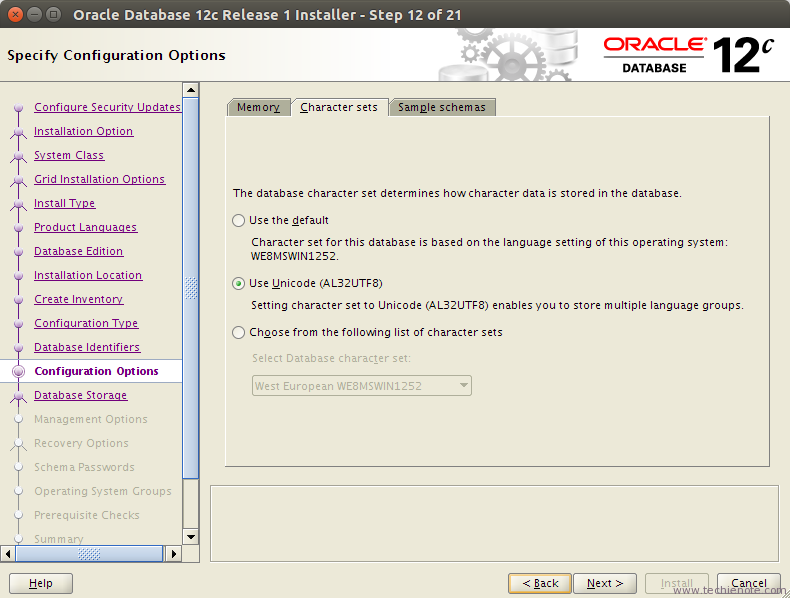 Oracle Database 12c Release 1 Installer - Step 12 of 21
Specify Configuration Options
ORACLE®
DATABASE
12c
Configure Security Updates
Installation Option
System Class
Grid Installation Options
Install Type
Product Languages
Database Edition
Installation Location
Create Inventory
Configuration Type
Database Identifiers
Configuration Options
Database Storage
Management Options
Recovery Options
Schema Passwords
Operating System Groups
Prerequisite Checks
Summary
Memory
Character sets
Sample schemas
The database character set determines how character data is stored in the database.
Use the default
Character set for this database is based on the language setting of this operating system:
WE8MSWIN1252.
Use Unicode (AL32UTF8)
Setting character set to Unicode (AL32UTF8) enables you to store multiple language groups.
Choose from the following list of character sets
Select Database character set:
West European WE8MSWIN1252
Help
< Back
Next >
Install
Cancel
www.techienote.com